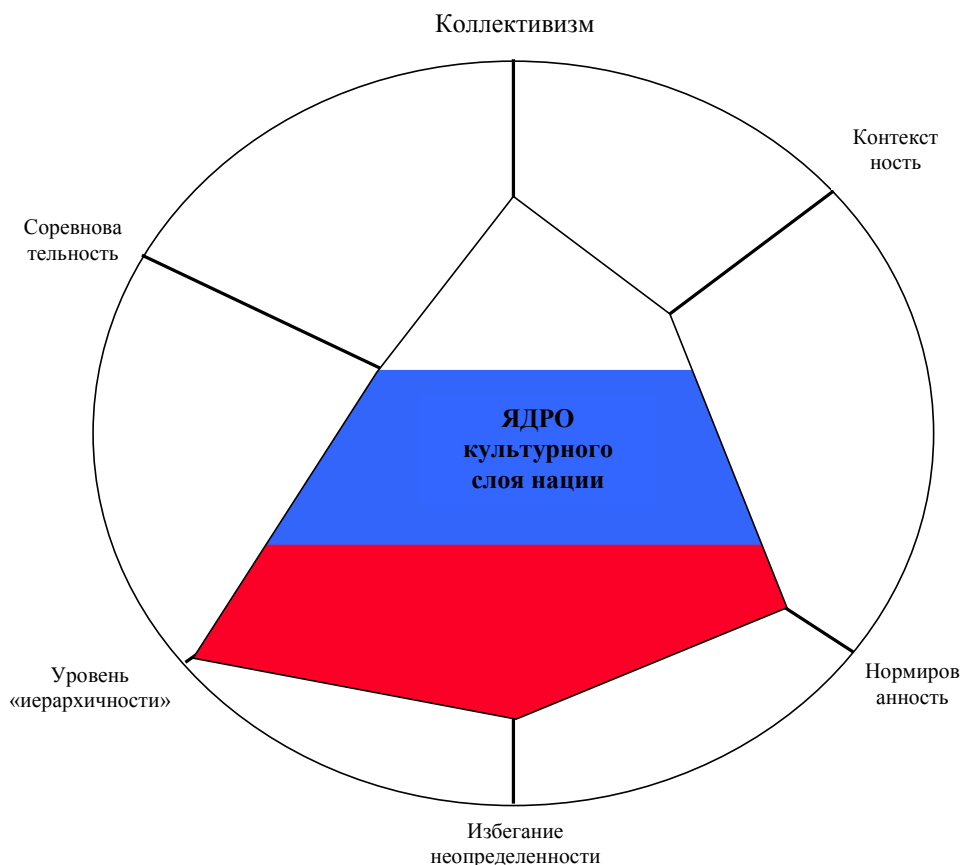 Коллективизм
Контекст
ность
Соревнова
тельность
ЯДРО
культурного
слоя нации
Уровень
«иерархичности»
Нормиров
анность
Избегание
неопределенности